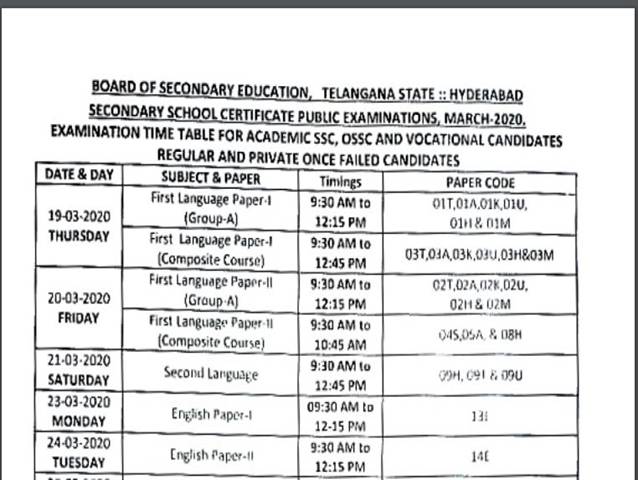 BOARD OF SECONDARY EDUCATION, TELANGANA STATE :: HYDERABAD
SECONDARY SCHOOL CERTIFICATE PUBLIC EXAMINATIONS, MARCH-2020.
EXAMINATION TIME TABLE FOR ACADEMIC SSC, OSSC AND VOCATIONAL CANDIDATES
REGULAR AND PRIVATE ONCE FAILED CANDIDATES
DATE & DAY SUBJECT & PAPER Timings PAPER CODE
19-03-2020
THURSDAY
First Language Paper-I
(Group-A)
9:30 AM to
12:15 PM
01T,01A,01K,01U,
01H & 01M
First Language Paper-I
(Composite Course)
9:30 AM to
12:45 PM
03T,03A,03K,03U,03H&03M
20-03-2020
FRIDAY
First Language Paper-II
(Group-A)
9:30 AM to
12:15 PM
02T,02A,02K,02U,
02H & 02M
First Language Paper-II
(Composite Course)
9:30 AM to
10:45 AM
04S,05A, & 08H
21-03-2020
SATURDAY
Second Language
9:30 AM to
12:45 PM
09H, & 09U
23-03-2020
MONDAY
English Paper-I
09:30 AM to
12-15 PM
24-03-2020
TUESDAY
English Paper-II
9:30 AM to
12:15 PM